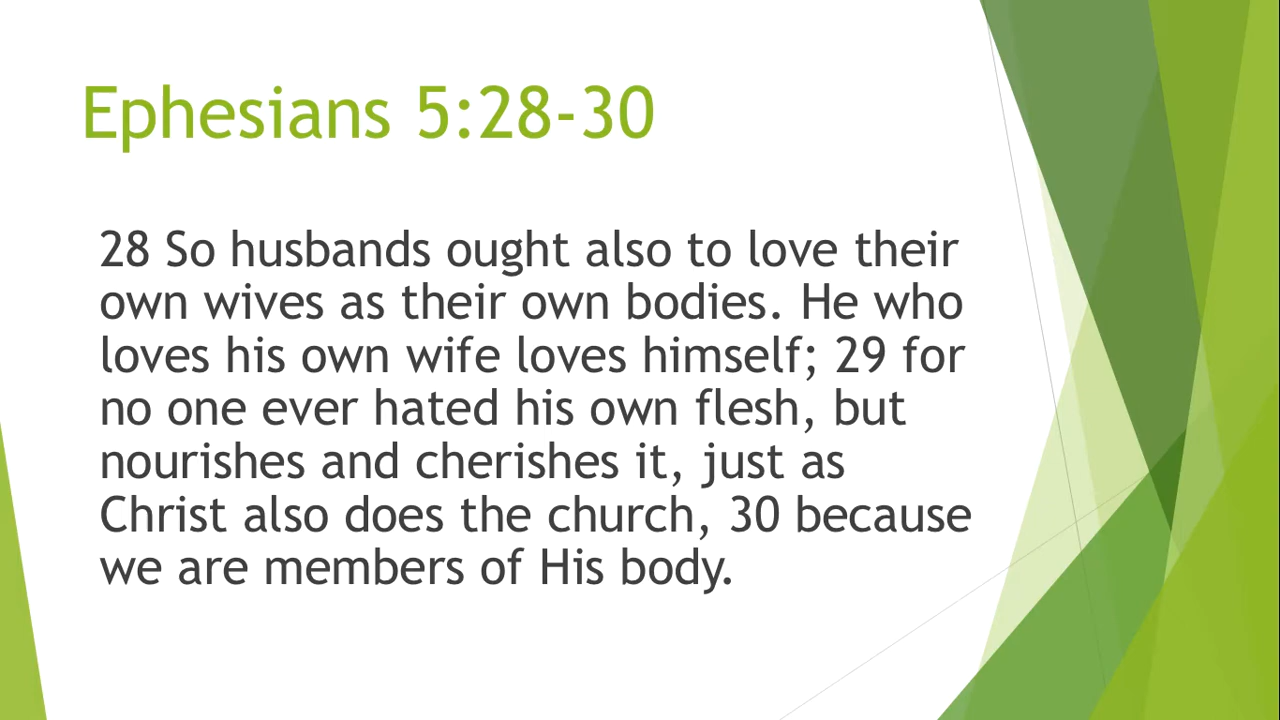 Ephesians 5:28-30
28 So husbands ought also to love their
own wives as their own bodies. He who
loves his own wife loves himself; 29 for
no one ever hated his own flesh, but
nourishes and cherishes it, just as
Christ also does the church, 30 because
we are members of His body.